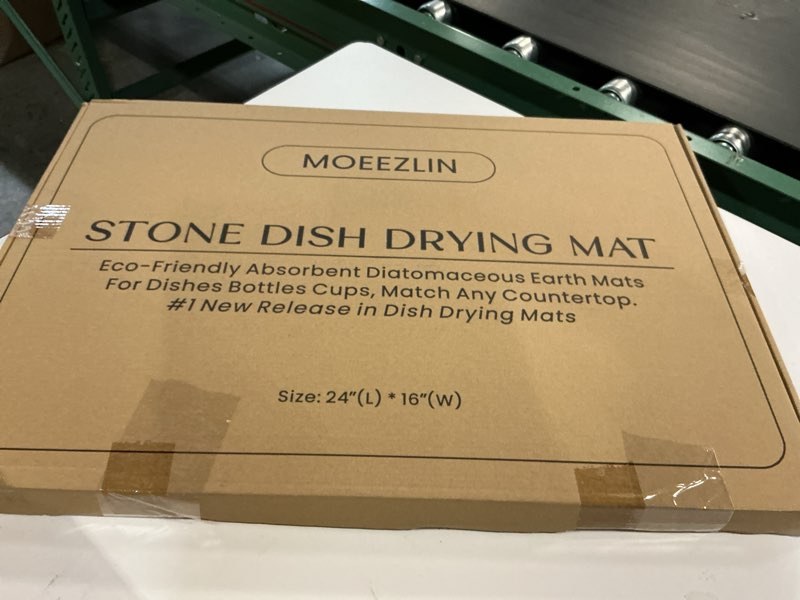 MOEEZLIN
STONE DISH DRYING MAT
Eco-Friendly Absorbent Diatomaceous Earth Mats
For Dishes Bottles Cups, Match Any Countertop.
#1 New Release in Dish Drying Mats
Size: 24"(L) * 16"(W)